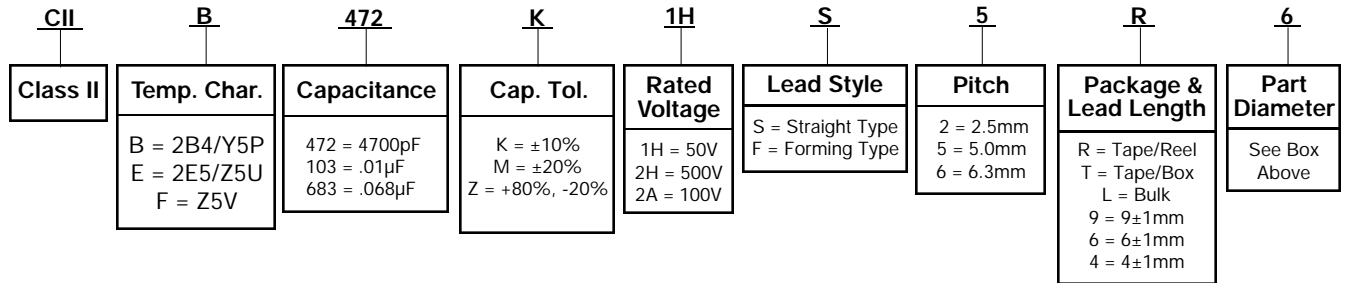 CII B 472 K 1H S 5 R 6
Class II
Temp. Char.
B = 2B4/Y5P
E = 2E5/Z5U
F = Z5V
Capacitance
472 = 4700pF
103 = .01µF
683 = .068µF
Cap. Tol.
K = ±10%
M = ±20%
Z = +80%, -20%
Rated
Voltage
1H = 50V
2H = 500V
2A = 100V
Lead Style
S = Straight Type
F = Forming Type
Pitch
2 = 2.5mm
5 = 5.0mm
6 = 6.3mm
Package &
Lead Length
R = Tape/Reel
T = Tape/Box
L = Bulk
9 = 9±1mm
6 = 6±1mm
4 = 4±1mm
Part
Diameter
See Box
Above